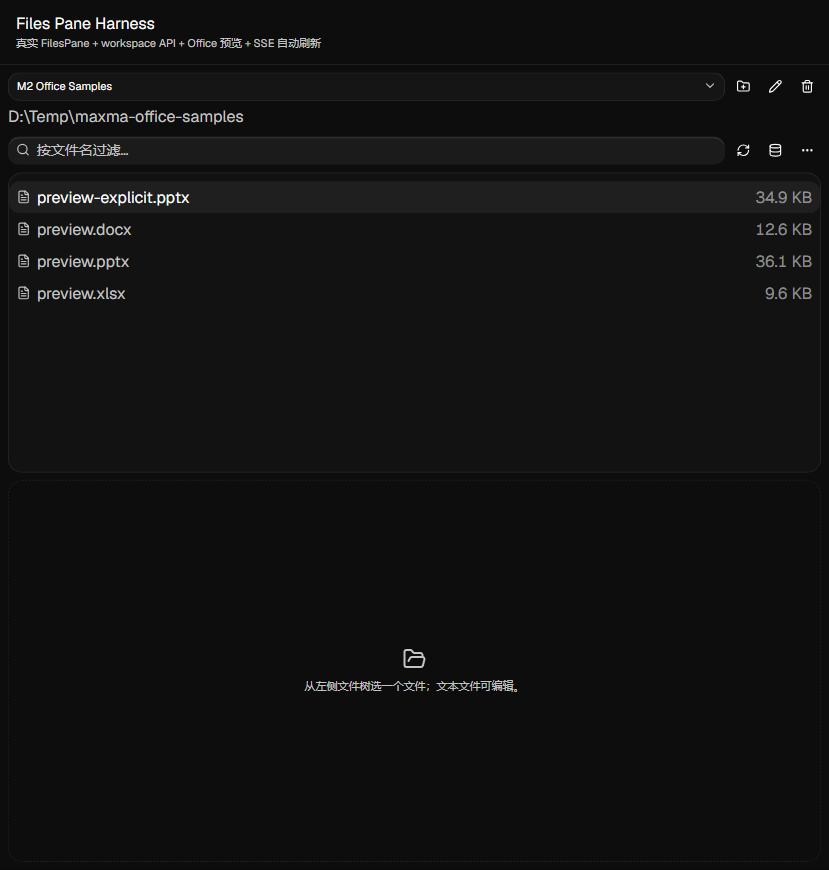 Files Pane Harness
真实 FilesPane + workspace API + Office 预览 + SSE 自动刷新
M2 Office Samples
D:\Temp\maxma-office-samples
按文件名过滤...
preview-explicit.pptx 34.9 KB
preview.docx 12.6 KB
preview.pptx 36.1 KB
preview.xlsx 9.6 KB
从左侧文件树选一个文件；文本文件可编辑。